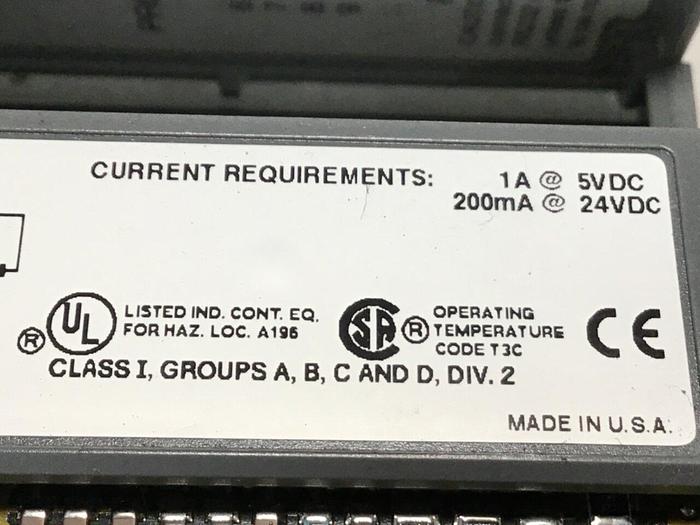 CURRENT REQUIREMENTS: 1A @ 5VDC
200mA @ 24VDC
UL ® LISTED IND. CONT. EQ.
FOR HAZ. LOC. A196
SA ® OPERATING
TEMPERATURE
CODE T3C
CE
CLASS I, GROUPS A, B, C AND D, DIV. 2
MADE IN U.S.A.